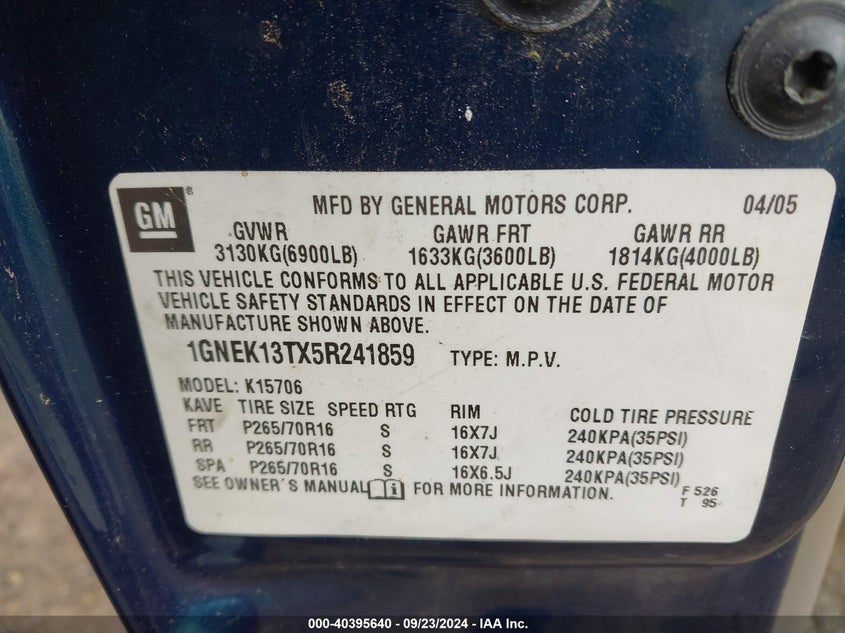 GM ®
MFD BY GENERAL MOTORS CORP. 04/05
GVWR GAWR FRT GAWR RR
3130KG(6900LB) 1633KG(3600LB) 1814KG(4000LB)
THIS VEHICLE CONFORMS TO ALL APPLICABLE U.S. FEDERAL MOTOR
VEHICLE SAFETY STANDARDS IN EFFECT ON THE DATE OF
MANUFACTURE SHOWN ABOVE.
1GNEK13TX5R241859 TYPE: M.P.V.
MODEL: K15706
KAVE TIRE SIZE SPEED RTG RIM COLD TIRE PRESSURE
FRT P265/70R16 S 16X7J 240KPA(35PSI)
RR P265/70R16 S 16X7J 240KPA(35PSI)
SPA P265/70R16 S 16X6.5J 240KPA(35PSI)
SEE OWNER´S MANUAL i FOR MORE INFORMATION.
F 526
T 95
000-40395640 - 09/23/2024 - IAA Inc.